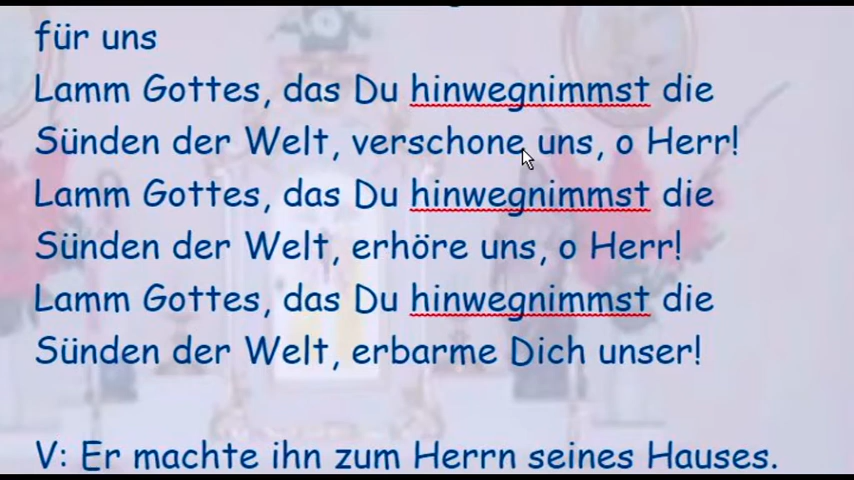 für uns
Lamm Gottes, das Du hinwegnimmst die
Sünden der Welt, verschone uns, o Herr!
Lamm Gottes, das Du hinwegnimmst die
Sünden der Welt, erhöre uns, o Herr!
Lamm Gottes, das Du hinwegnimmst die
Sünden der Welt, erbarme Dich unser!
V: Er machte ihn zum Herrn seines Hauses.